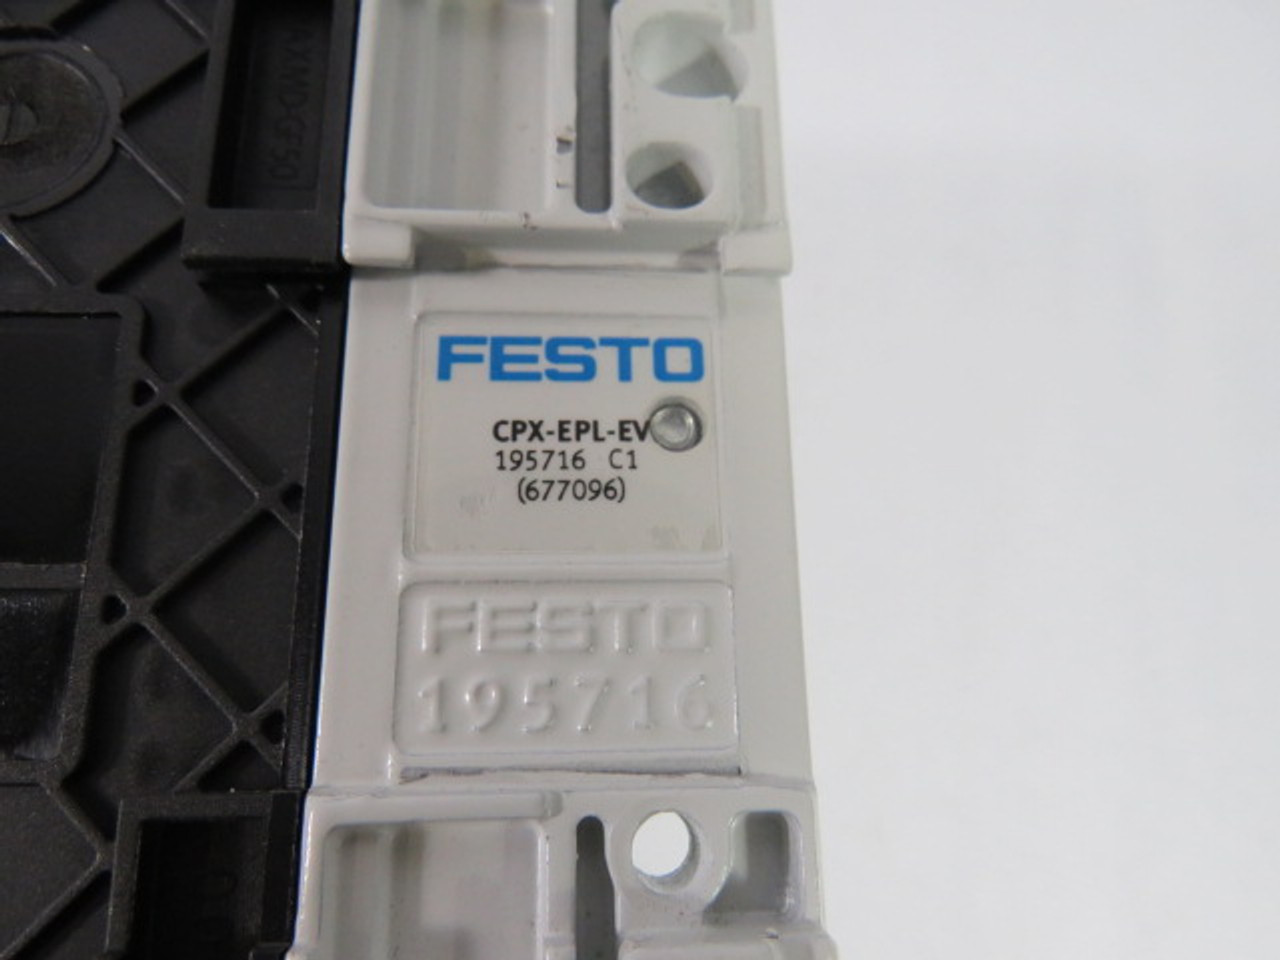 FESTO
CPX-EPL-EV
195716 C1
(677096)
FESTO
195716